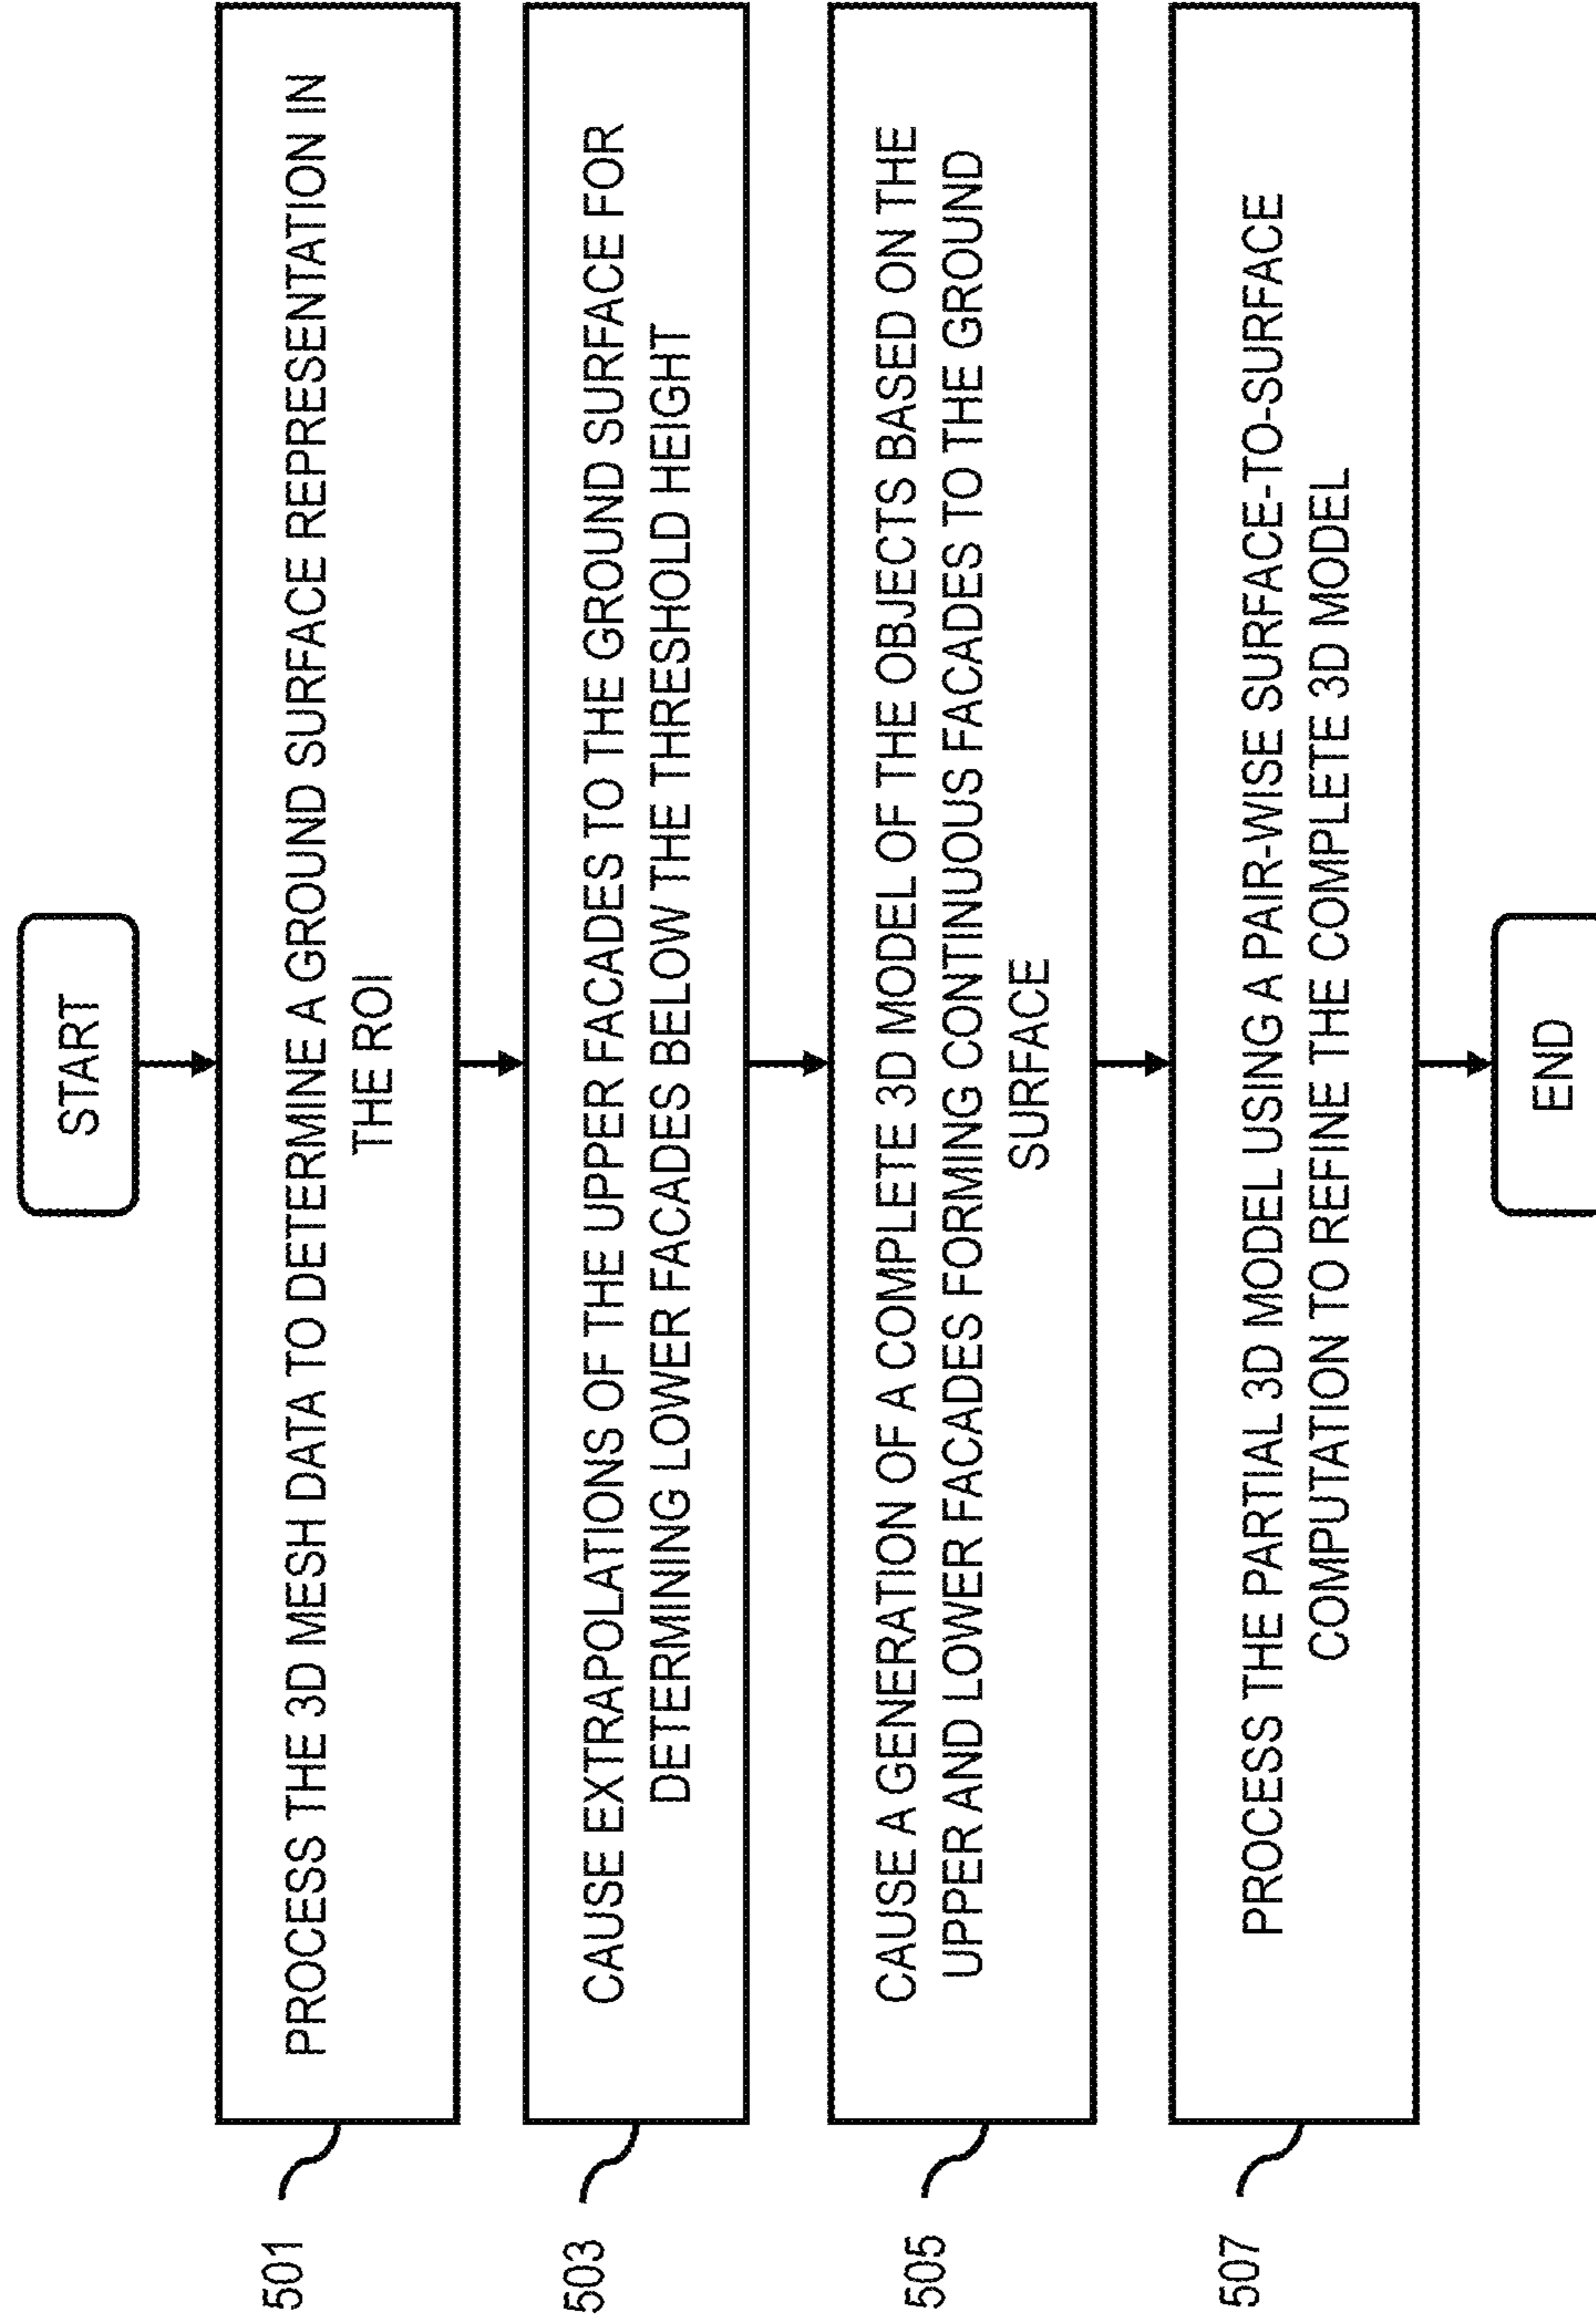 START
501
PROCESS THE 3D MESH DATA TO DETERMINE A GROUND SURFACE REPRESENTATION IN
THE ROI
503
CAUSE EXTRAPOLATIONS OF THE UPPER FACADES TO THE GROUND SURFACE FOR
DETERMINING LOWER FACADES BELOW THE THRESHOLD HEIGHT
505
CAUSE A GENERATION OF A COMPLETE 3D MODEL OF THE OBJECTS BASED ON THE
UPPER AND LOWER FACADES FORMING CONTINUOUS FACADES TO THE GROUND
SURFACE
507
PROCESS THE PARTIAL 3D MODEL USING A PAIR-WISE SURFACE-TO-SURFACE
COMPUTATION TO REFINE THE COMPLETE 3D MODEL
END